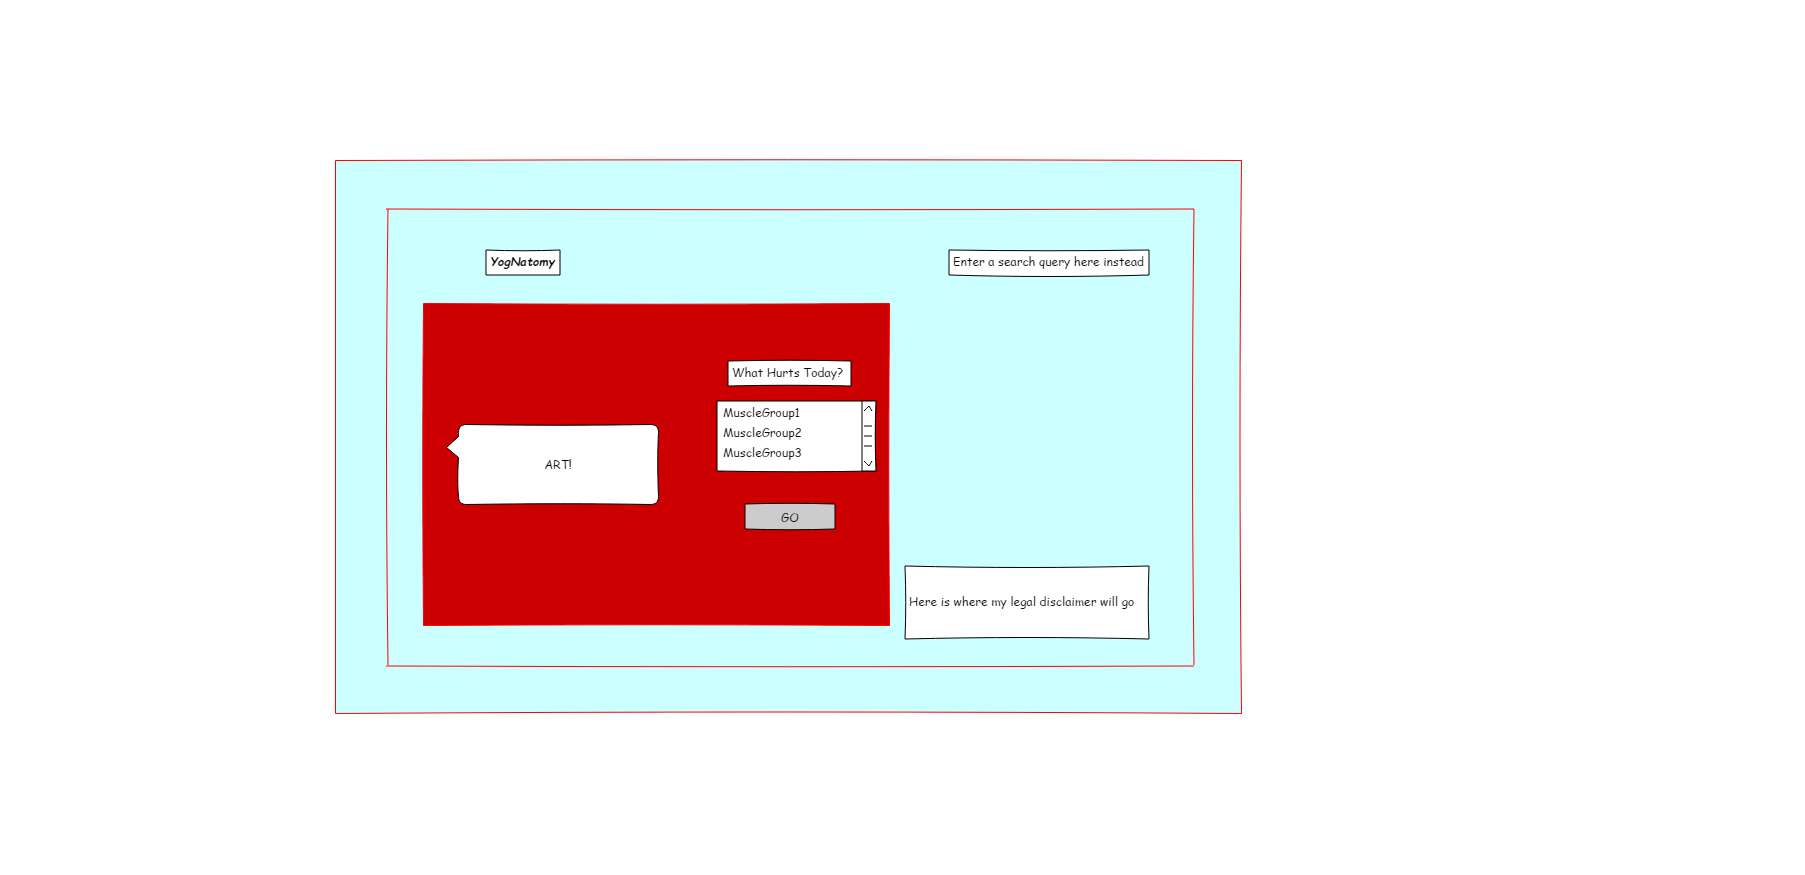 YogNatomy
Enter a search query here instead
What Hurts Today?
MuscleGroup1
MuscleGroup2
MuscleGroup3
ART!
GO
Here is where my legal disclaimer will go